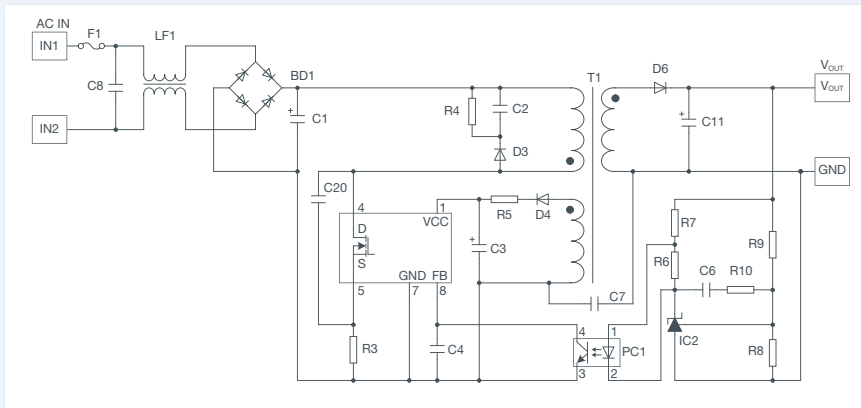 AC IN
IN1
F1
LF1
C8
IN2
BD1
C1
+
R4
C2
D3
T1
D6
VOUT
VOUT
C11
+
GND
C20
4
1
VCC
D
S
GND
FB
5
7
8
R5
D4
C3
+
C7
R7
R6
R9
C6
R10
IC2
R8
R3
C4
4
1
PC1
3
2